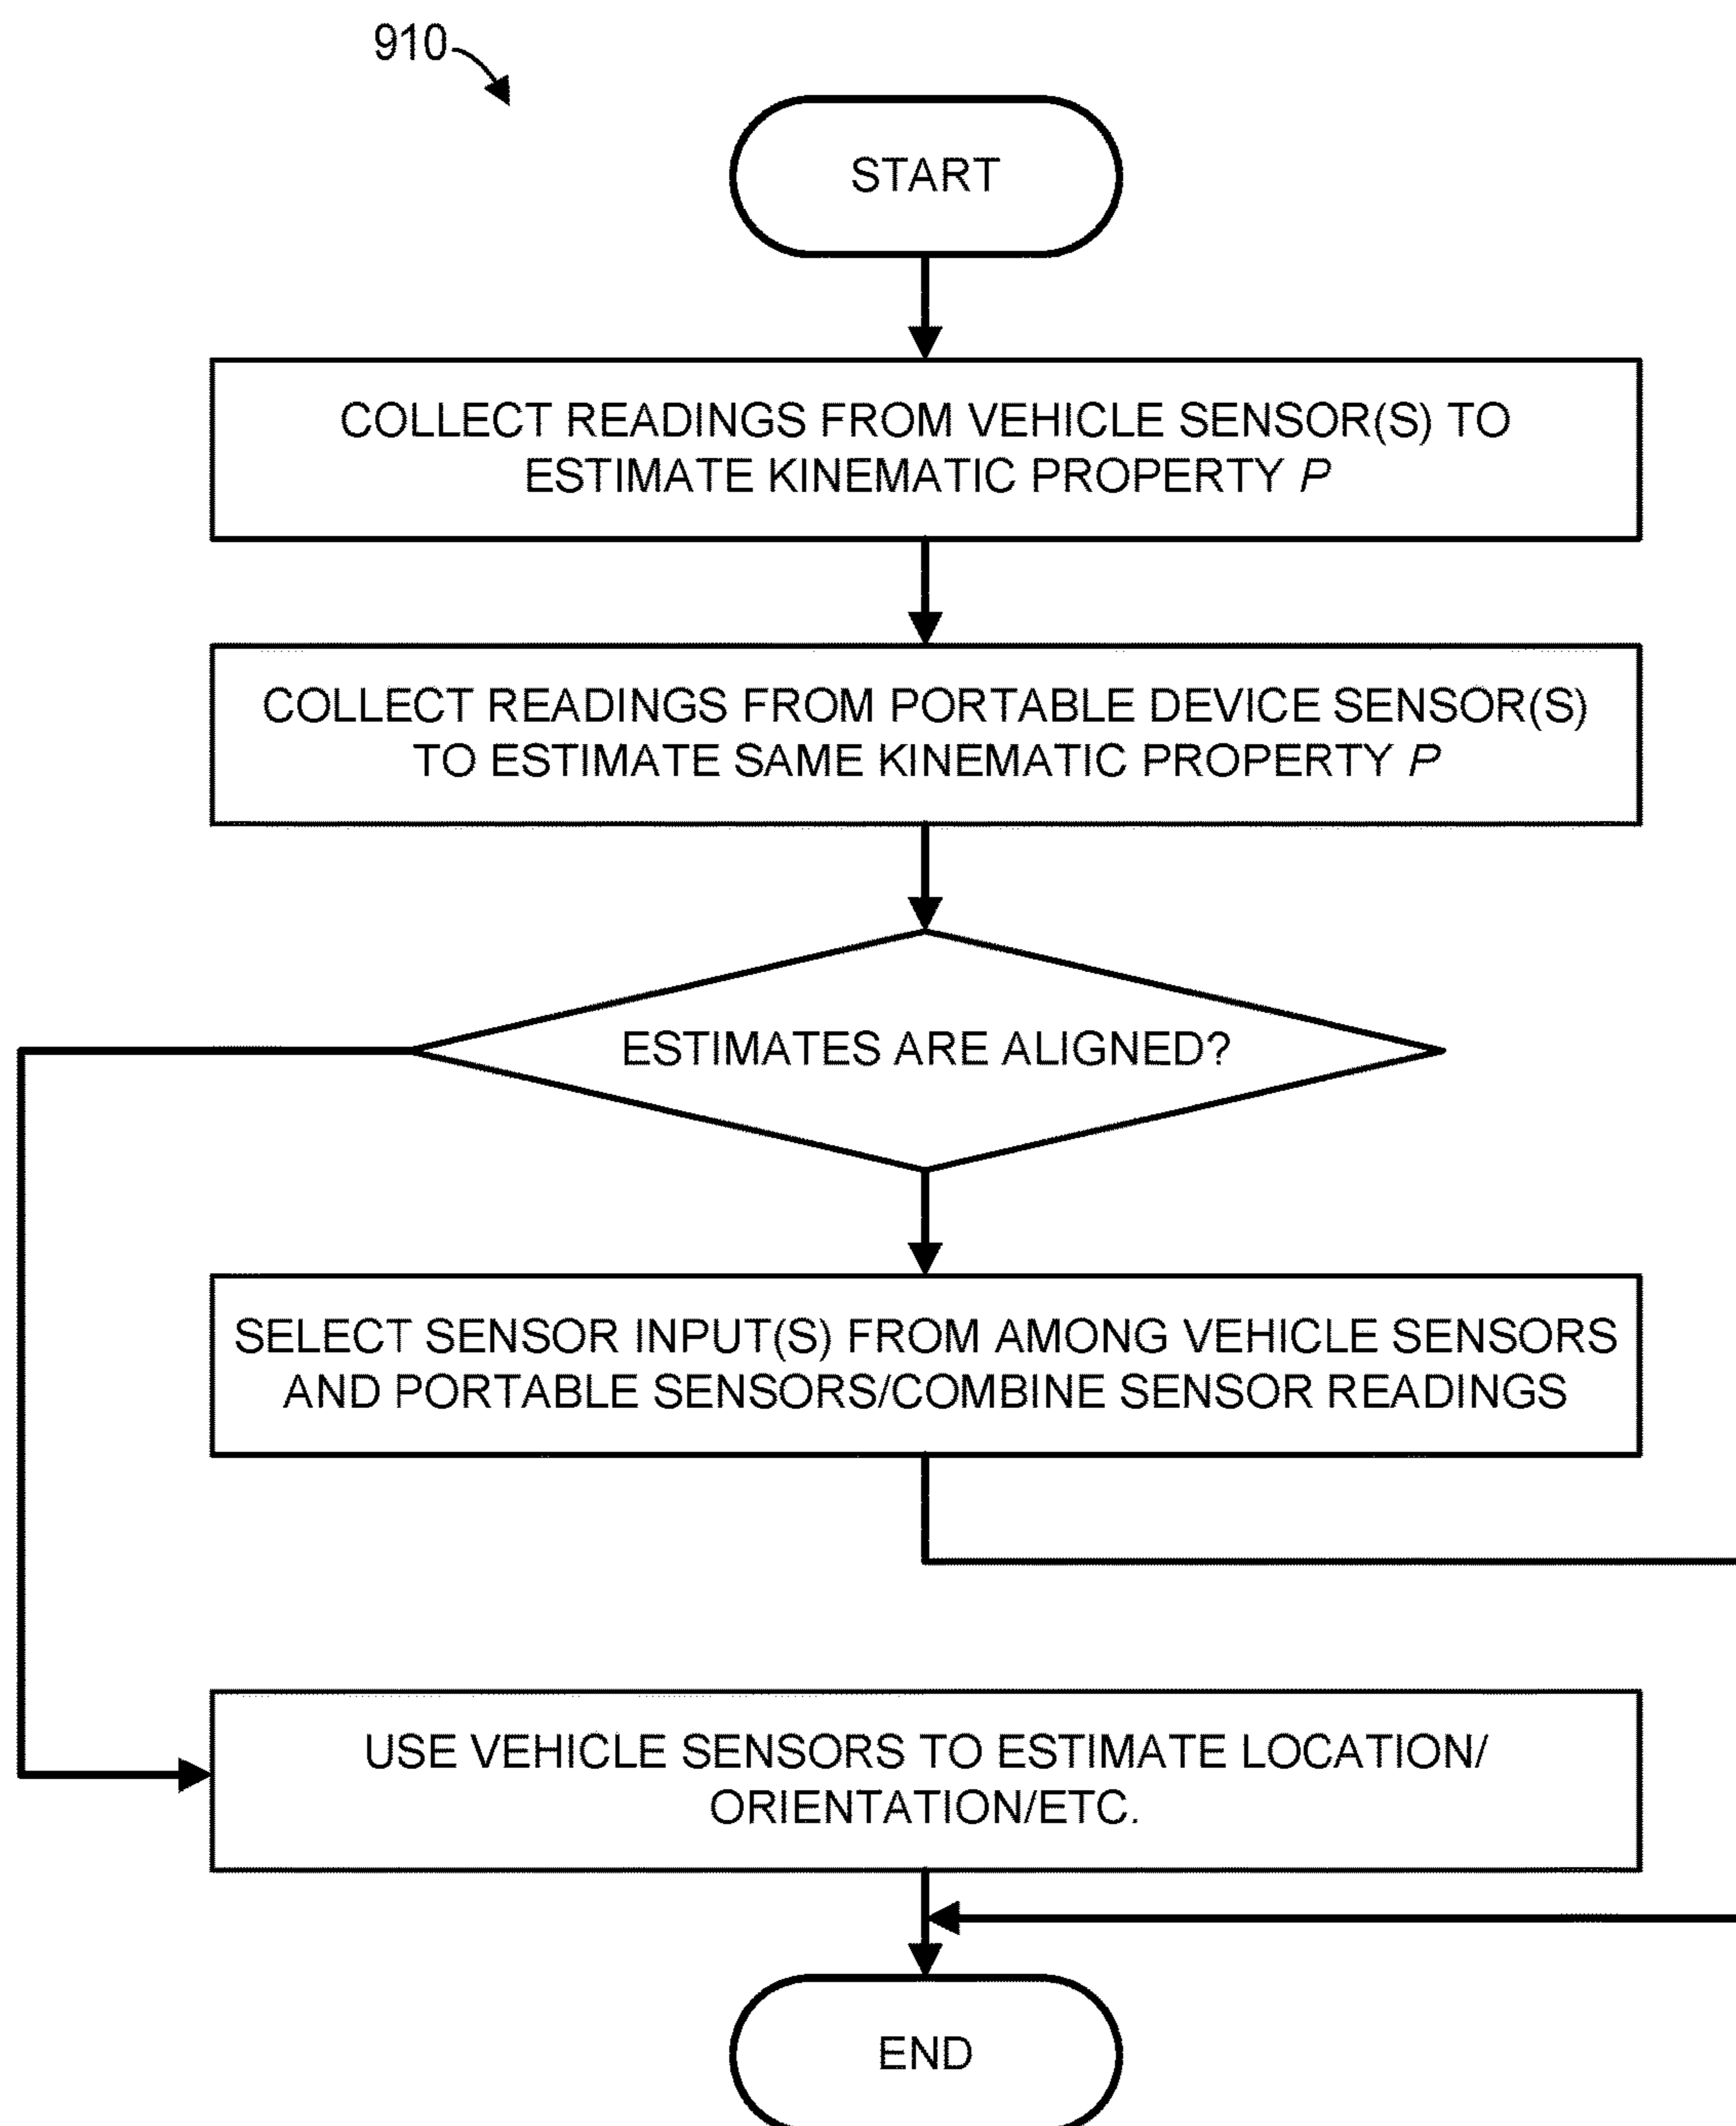 910
START
COLLECT READINGS FROM VEHICLE SENSOR(S) TO
ESTIMATE KINEMATIC PROPERTY P
COLLECT READINGS FROM PORTABLE DEVICE SENSOR(S)
TO ESTIMATE SAME KINEMATIC PROPERTY P
ESTIMATES ARE ALIGNED?
SELECT SENSOR INPUT(S) FROM AMONG VEHICLE SENSORS
AND PORTABLE SENSORS/COMBINE SENSOR READINGS
USE VEHICLE SENSORS TO ESTIMATE LOCATION/
ORIENTATION/ETC.
END